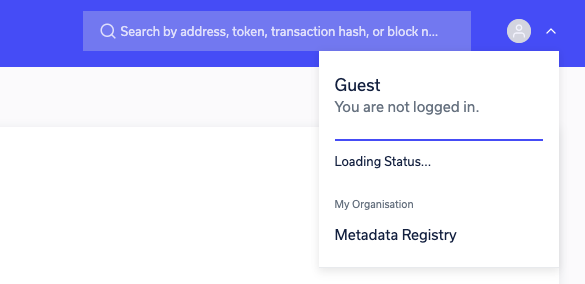 Search by address, token, transaction hash, or block n...
Guest
You are not logged in.
Loading Status...
My Organisation
Metadata Registry